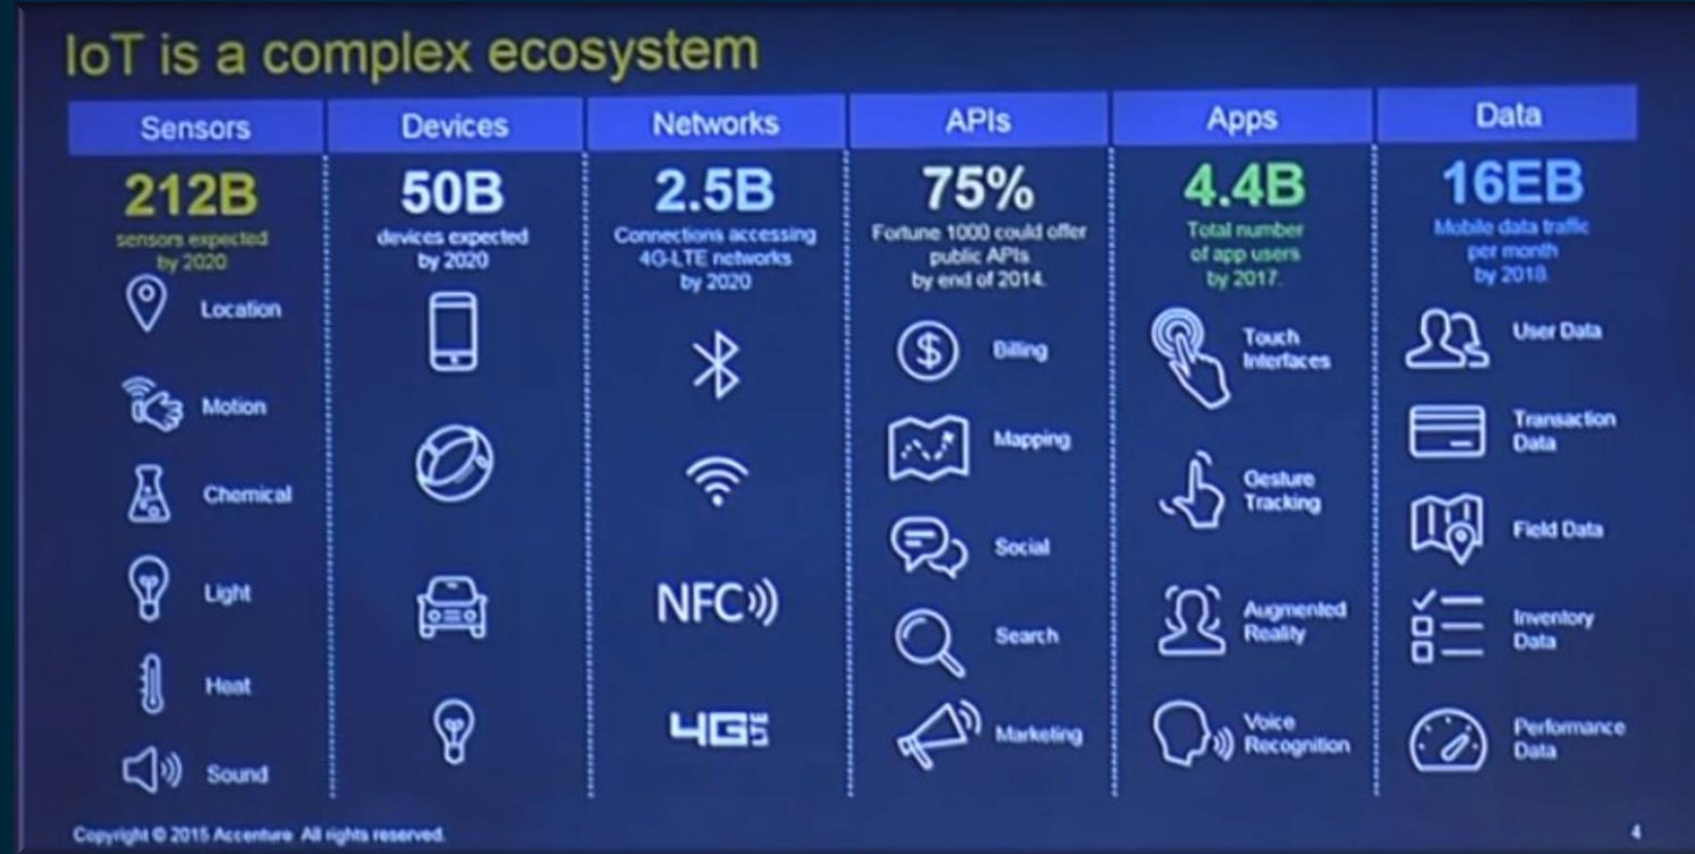 IoT is a complex ecosystem
Sensors
Devices
Networks
APIs
Apps
Data
212B
sensors expected
by 2020
Location
Motion
Chemical
Light
Heat
Sound
50B
devices expected
by 2020
2.5B
Connections accessing
4G-LTE networks
by 2020
NFC
4G LTE
75%
Fortune 1000 could offer
public APIs
by end of 2014.
$
Billing
Mapping
Social
Search
Marketing
4.4B
Total number
of app users
by 2017.
Touch
Interfaces
Gesture
Tracking
Augmented
Reality
Voice
Recognition
16EB
Mobile data traffic
per month
by 2018.
User Data
Transaction
Data
Field Data
Inventory
Data
Performance
Data
Copyright © 2015 Accenture All rights reserved.
4